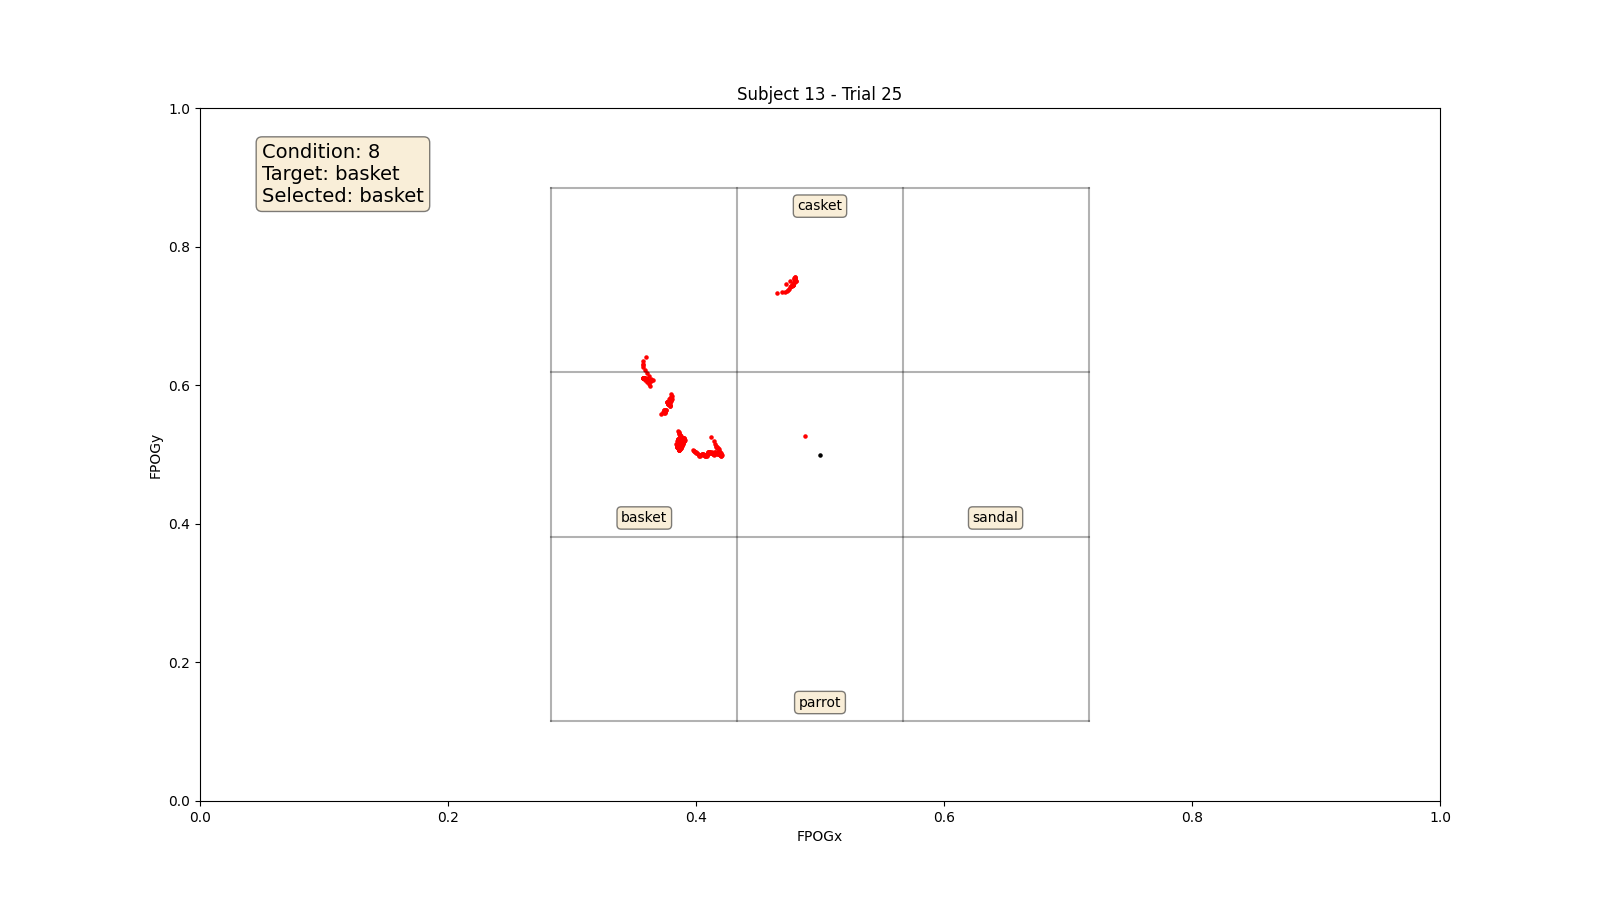 Subject 13 - Trial 25
1.0
Condition: 8
Target: basket
Selected: basket
casket
0.8
0.6
FPOGy
basket
sandal
0.4
0.2
parrot
0.0
0.0 0.2 0.4 0.6 0.8 1.0
FPOGx